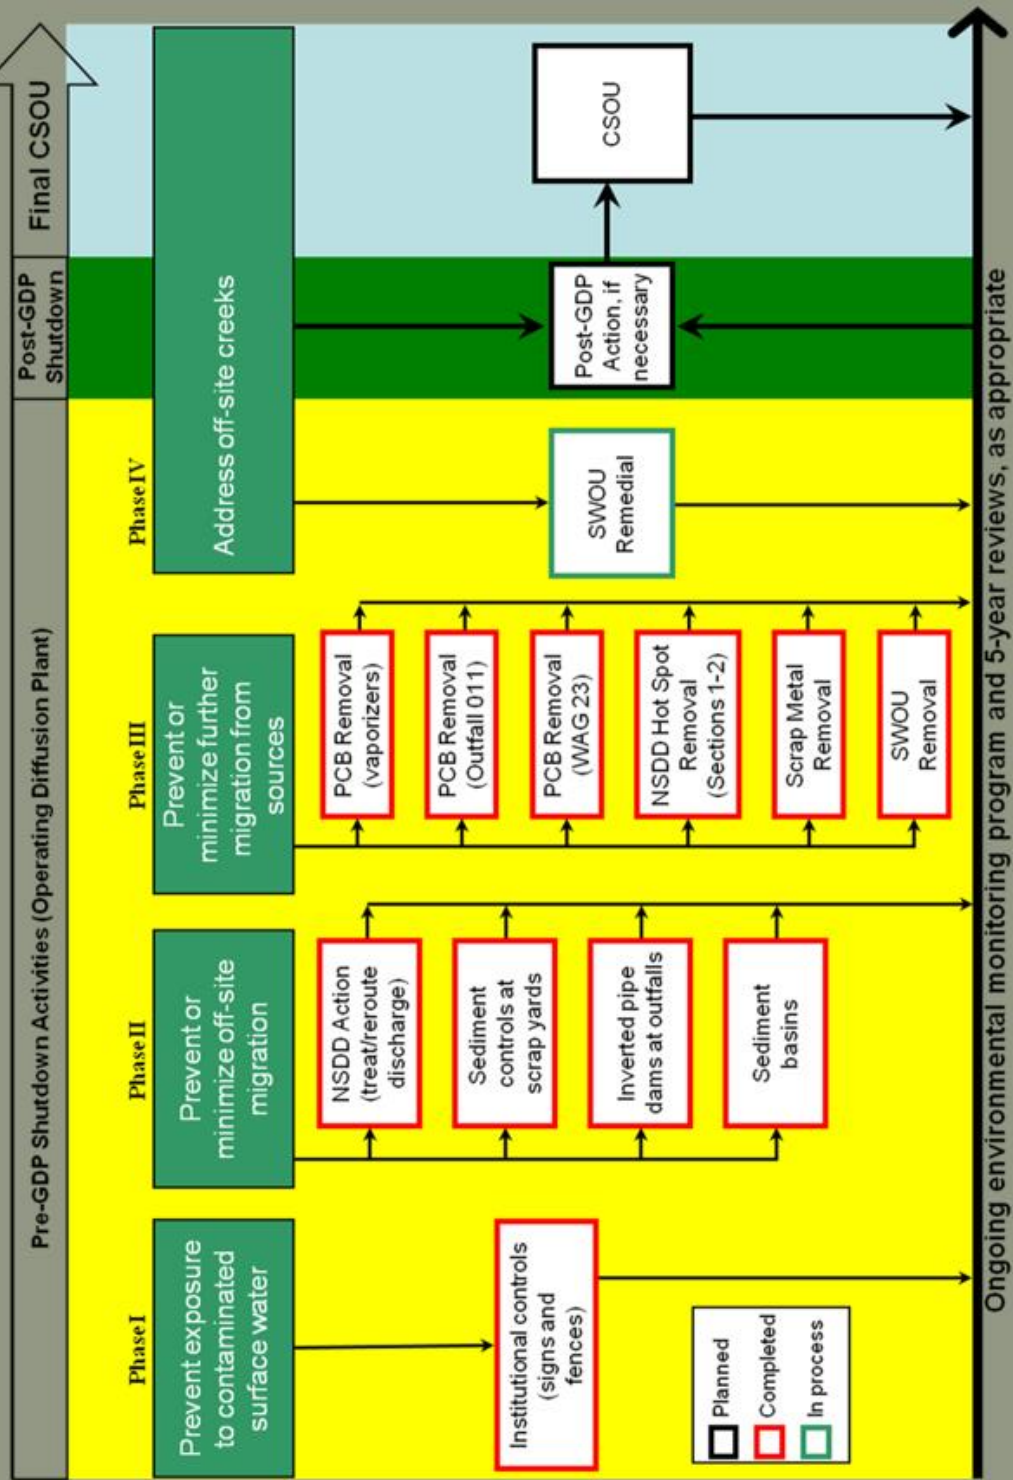 Pre-GDP Shutdown Activities (Operating Diffusion Plant)
Post-GDP
Shutdown
Final CSOU
Phase I
Prevent exposure
to contaminated
surface water
Institutional controls
(signs and
fences)
Phase II
Prevent or
minimize off-site
migration
NSDD Action
(treat/reroute
discharge)
Sediment
controls at
scrap yards
Inverted pipe
dams at outfalls
Sediment
basins
Phase III
Prevent or
minimize further
migration from
sources
PCB Removal
(vaporizers)
PCB Removal
(Outfall 011)
PCB Removal
(WAG 23)
NSDD Hot Spot
Removal
(Sections 1-2)
Scrap Metal
Removal
SWOU
Removal
Phase IV
Address off-site creeks
SWOU
Remedial
Post-GDP
Action, if
necessary
CSOU
Planned
Completed
In process
Ongoing environmental monitoring program and 5-year reviews, as appropriate